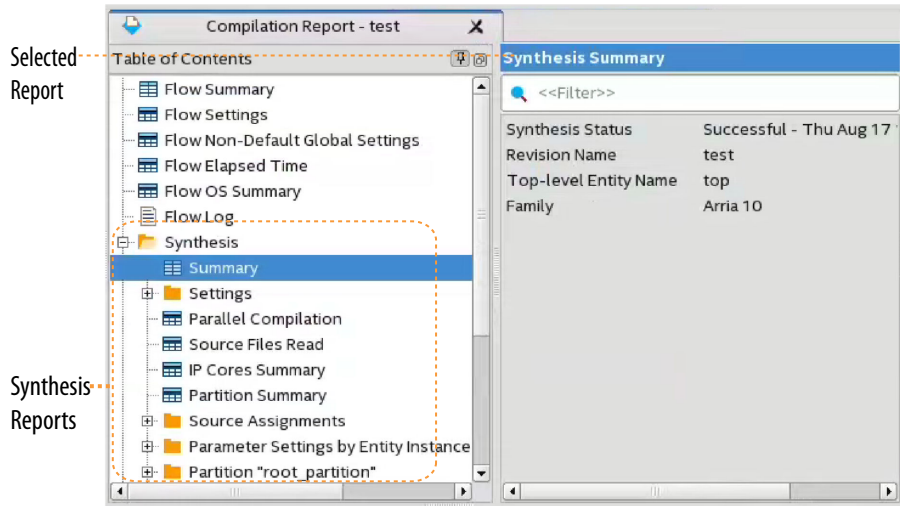 Compilation Report - test
Selected
Report
Table of Contents
Flow Summary
Flow Settings
Flow Non-Default Global Settings
Flow Elapsed Time
Flow OS Summary
Flow Log
Synthesis
Summary
Settings
Parallel Compilation
Source Files Read
IP Cores Summary
Partition Summary
Source Assignments
Parameter Settings by Entity Instance
Partition "root_partition"
Synthesis
Reports
Synthesis Summary
<<Filter>>
Synthesis Status Successful - Thu Aug 17
Revision Name test
Top-level Entity Name top
Family Arria 10